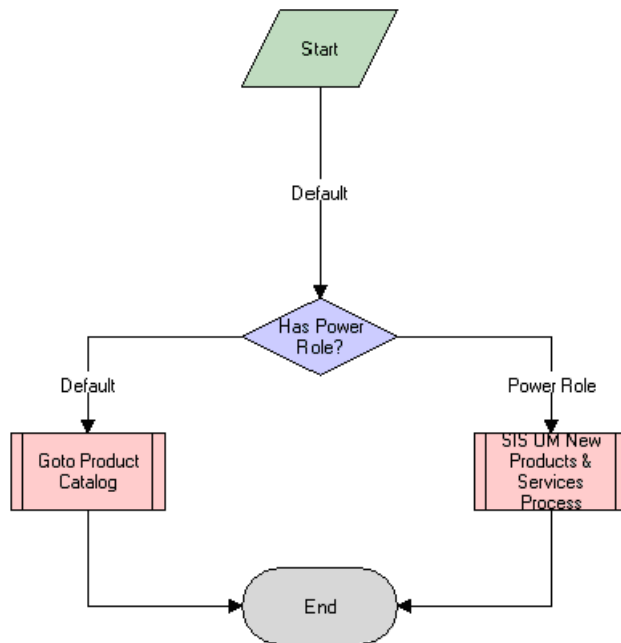 Start
Default
Has Power
Role?
Default
Power Role
Goto Product
Catalog
SIS OM New
Products &
Services
Process
End